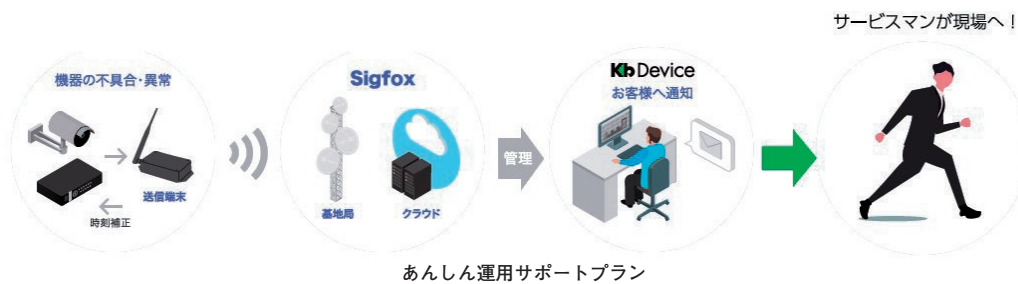 サービスマンが現場へ！
機器の不具合・異常
送信端末
時刻補正
Sigfox
基地局
クラウド
管理
Kb Device
お客様へ通知
あんしん運用サポートプラン